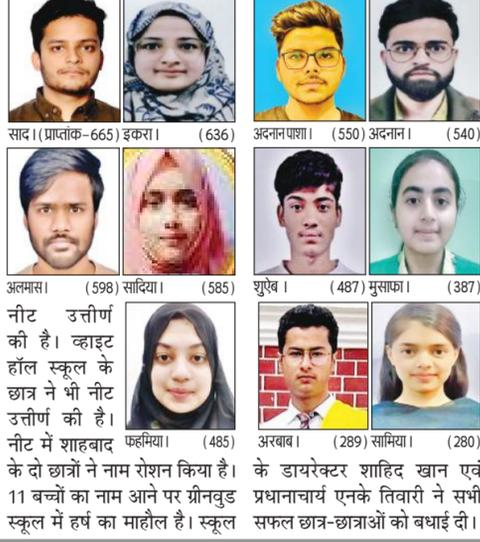 साद। (प्राप्तांक-665) इकरा। (636)
अदनान पाशा। (550) अदनान। (540)
अलमास। (598) सादिया। (585)
शुऐब । (487) मुसाफा। (387)
नीट उत्तीर्ण
की है। व्हाइट
हॉल स्कूल के
छात्र ने भी नीट
उत्तीर्ण की है।
नीट में शाहबाद
फहमिया। (485)
के दो छात्रों ने नाम रोशन किया है।
11 बच्चों का नाम आने पर ग्रीनवुड
स्कूल में हर्ष का माहौल है। स्कूल
अरबाब। (289) सामिया। (280)
के डायरेक्टर शाहिद खान एवं
प्रधानाचार्य एनके तिवारी ने सभी
सफल छात्र-छात्राओं को बधाई दी।